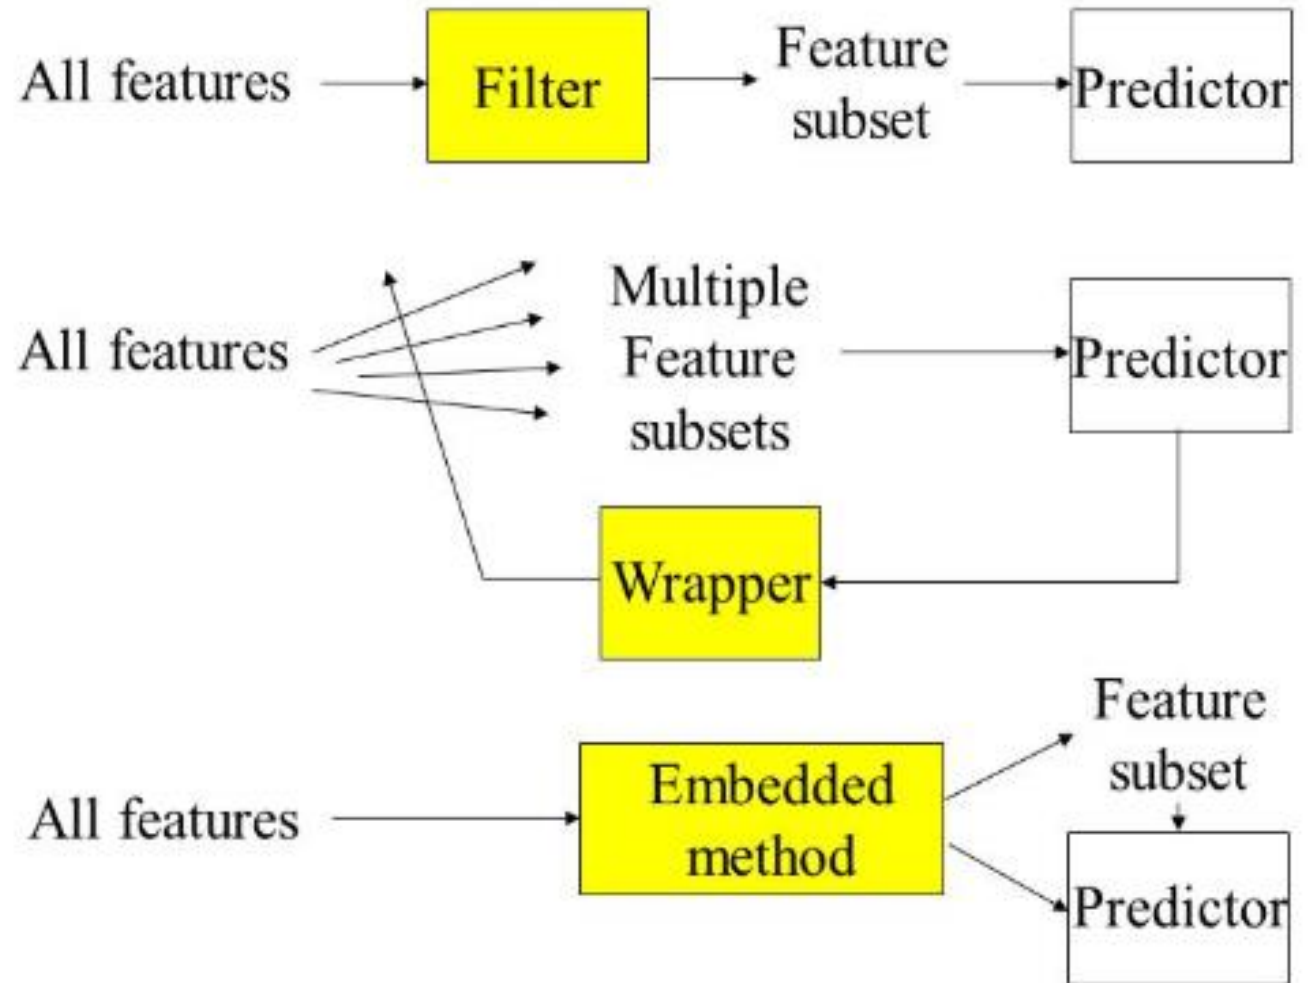 All features
Filter
Feature
subset
Predictor
All features
Multiple
Feature
subsets
Predictor
Wrapper
All features
Embedded
method
Feature
subset
Predictor